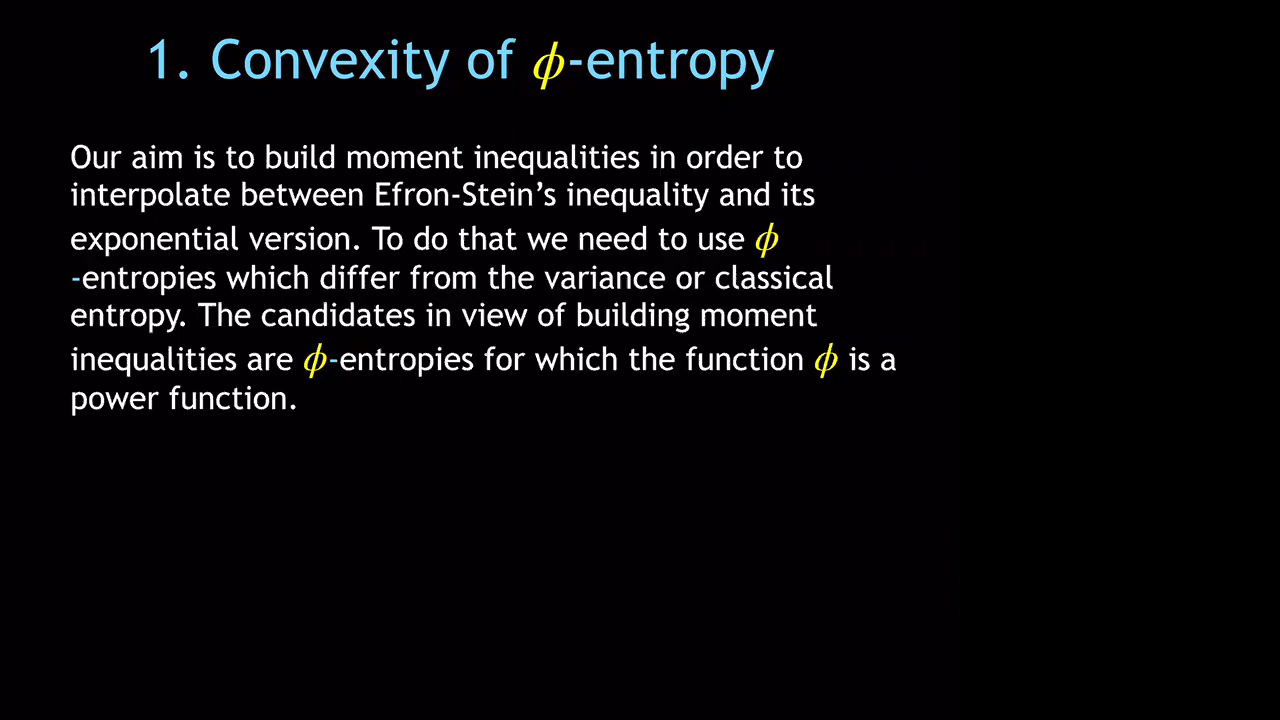 1. Convexity of ϕ-entropy
Our aim is to build moment inequalities in order to
interpolate between Efron-Stein’s inequality and its
exponential version. To do that we need to use ϕ
-entropies which differ from the variance or classical
entropy. The candidates in view of building moment
inequalities are ϕ-entropies for which the function ϕ is a
power function.